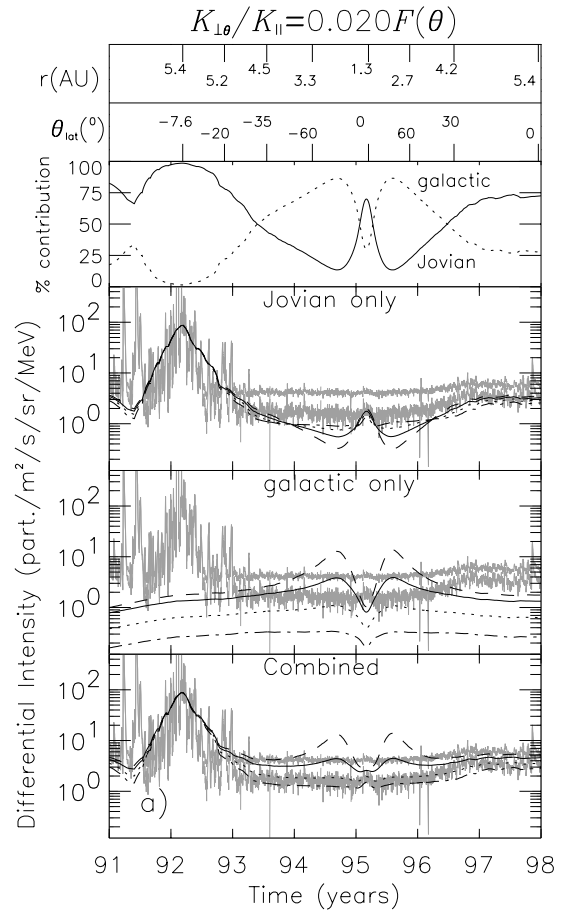 K⊥θ/K∥=0.020F(θ)
r(AU) 5.4 5.2 4.5 3.3 1.3 2.7 4.2 5.4
θlat(°) −7.6 −20 −35 −60 0 60 30 0
% contribution
100
75
50
25
0
galactic
Jovian
Differential Intensity (part./m²/s/sr/MeV)
Jovian only
10²
10¹
10⁰
galactic only
10²
10¹
10⁰
Combined
10²
10¹
10⁰
a)
91 92 93 94 95 96 97 98
Time (years)